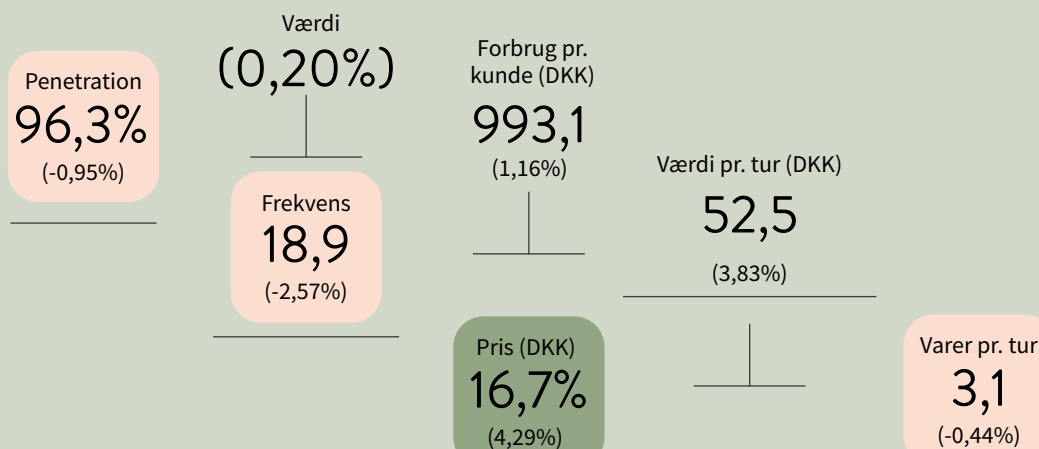 Værdi
(0,20%)
Penetration
96,3%
(-0,95%)
Forbrug pr.
kunde (DKK)
993,1
(1,16%)
Frekvens
18,9
(-2,57%)
Værdi pr. tur (DKK)
52,5
(3,83%)
Pris (DKK)
16,7%
(4,29%)
Varer pr. tur
3,1
(-0,44%)